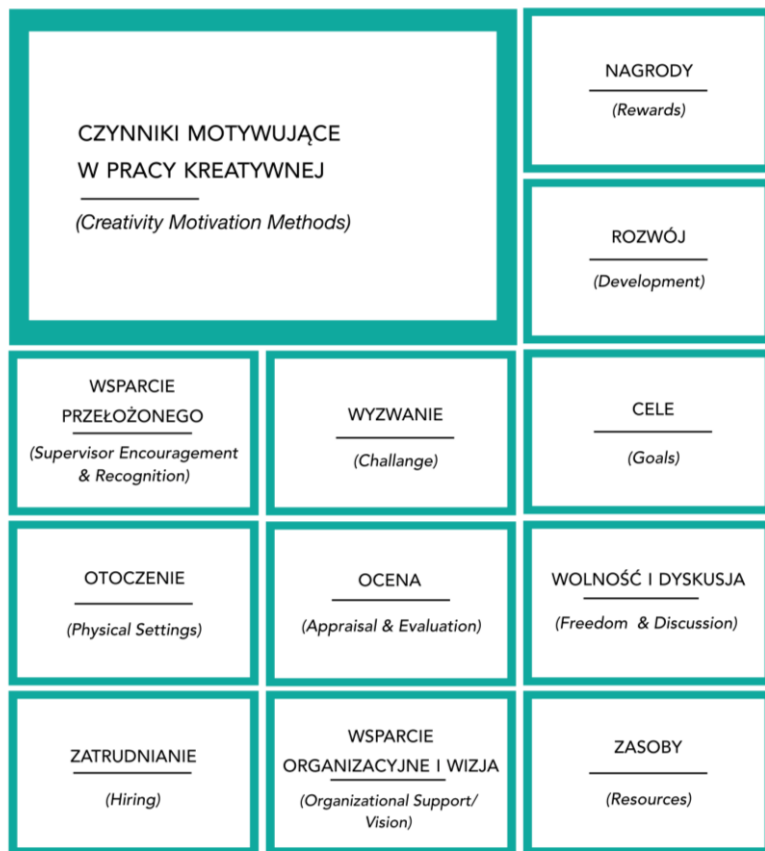 CZYNNIKI MOTYWUJĄCE
W PRACY KREATYWNEJ
(Creativity Motivation Methods)
NAGRODY
(Rewards)
ROZWÓJ
(Development)
WSPARCIE
PRZEŁOŻONEGO
(Supervisor Encouragement
& Recognition)
WYZWANIE
(Challange)
CELE
(Goals)
OTOCZENIE
(Physical Settings)
OCENA
(Appraisal & Evaluation)
WOLNOŚĆ I DYSKUSJA
(Freedom & Discussion)
ZATRUDNIANIE
(Hiring)
WSPARCIE
ORGANIZACYJNE I WIZJA
(Organizational Support/
Vision)
ZASOBY
(Resources)